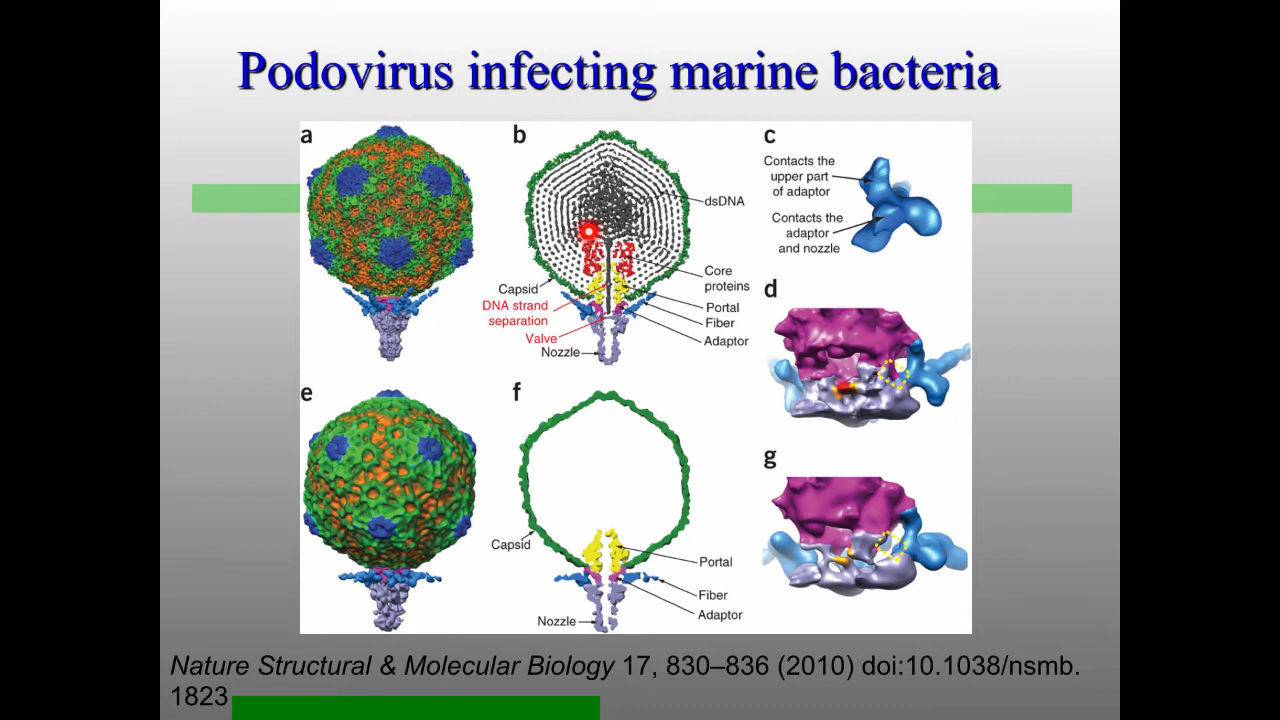 Podovirus infecting marine bacteria
a
b
dsDNA
Core
proteins
Capsid
DNA strand
separation
Portal
Fiber
Valve
Adaptor
Nozzle
c
Contacts the
upper part
of adaptor
Contacts the
adaptor
and nozzle
d
e
f
Capsid
Portal
Fiber
Adaptor
Nozzle
g
Nature Structural & Molecular Biology 17, 830–836 (2010) doi:10.1038/nsmb.
1823